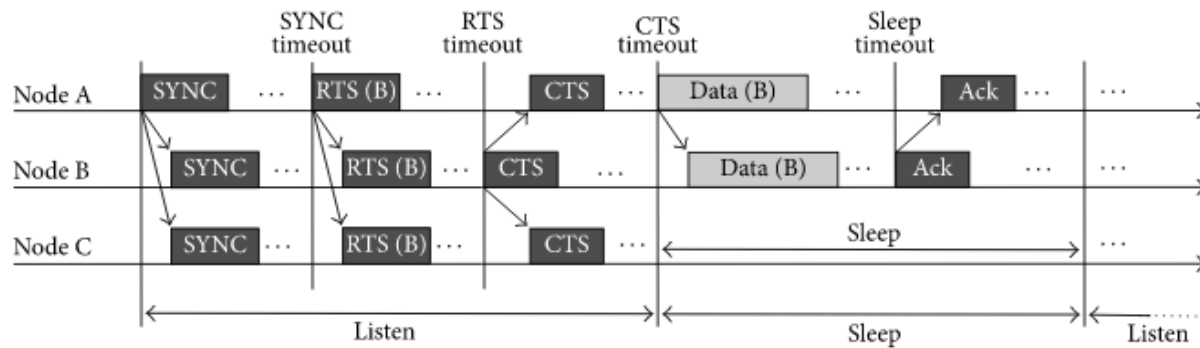 SYNC timeout RTS timeout CTS timeout Sleep timeout
Node A SYNC ... RTS (B) ... CTS ... Data (B) ... Ack ... ...
Node B SYNC ... RTS (B) ... CTS ... Data (B) ... Ack ... ...
Node C SYNC ... RTS (B) ... CTS ... Sleep ...
Listen Sleep Listen